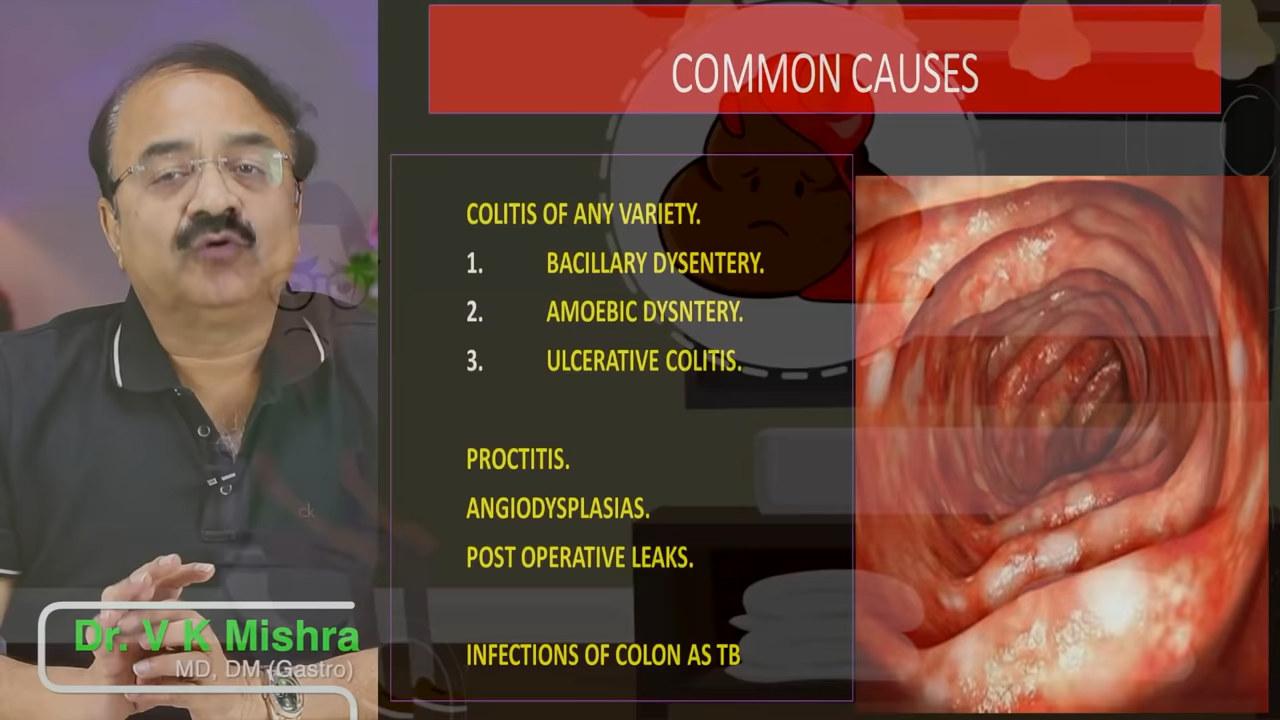 COMMON CAUSES
COLITIS OF ANY VARIETY.
1. BACILLARY DYSENTERY.
2. AMOEBIC DYSNTERY.
3. ULCERATIVE COLITIS.
PROCTITIS.
ANGIODYSPLASIAS.
POST OPERATIVE LEAKS.
INFECTIONS OF COLON AS TB
ck
Dr. V K Mishra
MD, DM (Gastro)